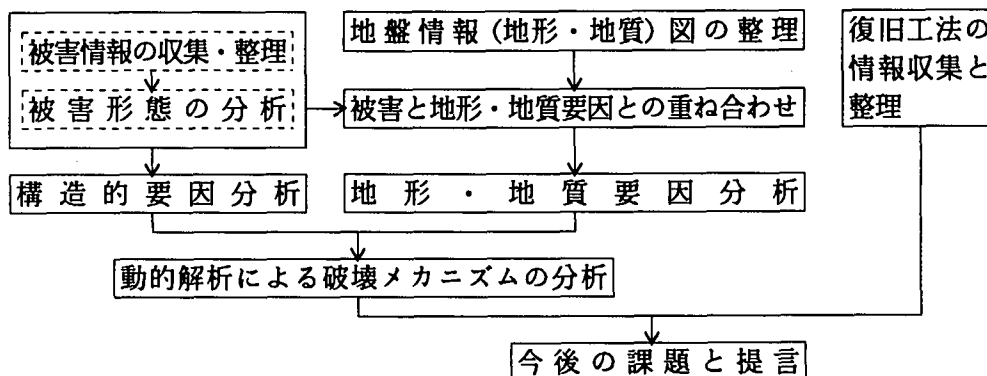 被害情報の収集・整理
被害形態の分析
地盤情報（地形・地質）図の整理
被害と地形・地質要因との重ね合わせ
復旧工法の
情報収集と
整理
構造的要因分析
地形・地質要因分析
動的解析による破壊メカニズムの分析
今後の課題と提言